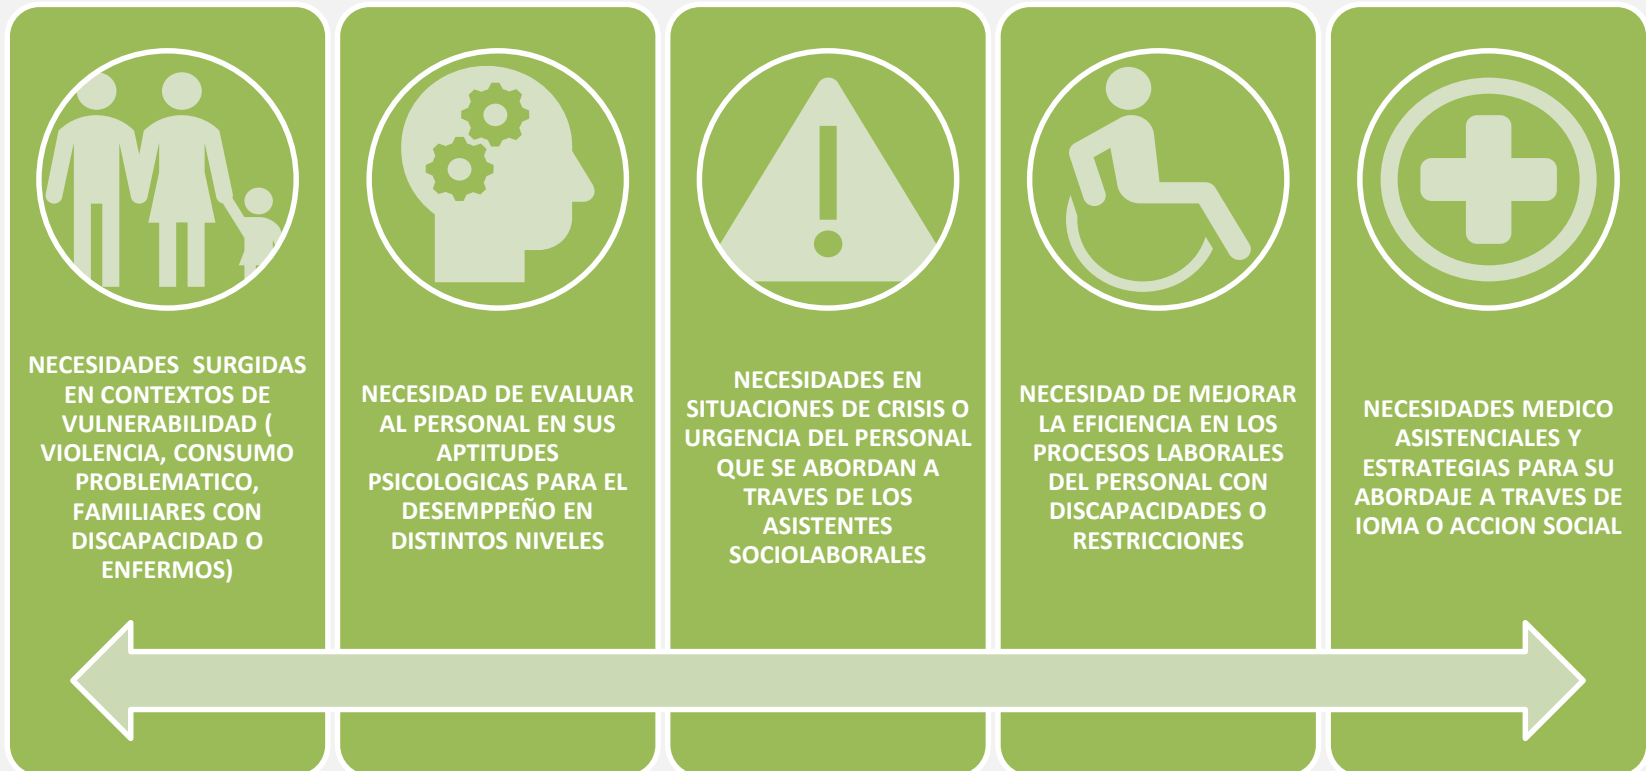 NECESIDADES SURGIDAS
EN CONTEXTOS DE
VULNERABILIDAD (
VIOLENCIA, CONSUMO
PROBLEMATICO,
FAMILIARES CON
DISCAPACIDAD O
ENFERMOS)
NECESIDAD DE EVALUAR
AL PERSONAL EN SUS
APTITUDES
PSICOLOGICAS PARA EL
DESEMPPEÑO EN
DISTINTOS NIVELES
NECESIDADES EN
SITUACIONES DE CRISIS O
URGENCIA DEL PERSONAL
QUE SE ABORDAN A
TRAVES DE LOS
ASISTENTES
SOCIOLABORALES
NECESIDAD DE MEJORAR
LA EFICIENCIA EN LOS
PROCESOS LABORALES
DEL PERSONAL CON
DISCAPACIDADES O
RESTRICCIONES
NECESIDADES MEDICO
ASISTENCIALES Y
ESTRATEGIAS PARA SU
ABORDAJE A TRAVES DE
IOMA O ACCION SOCIAL